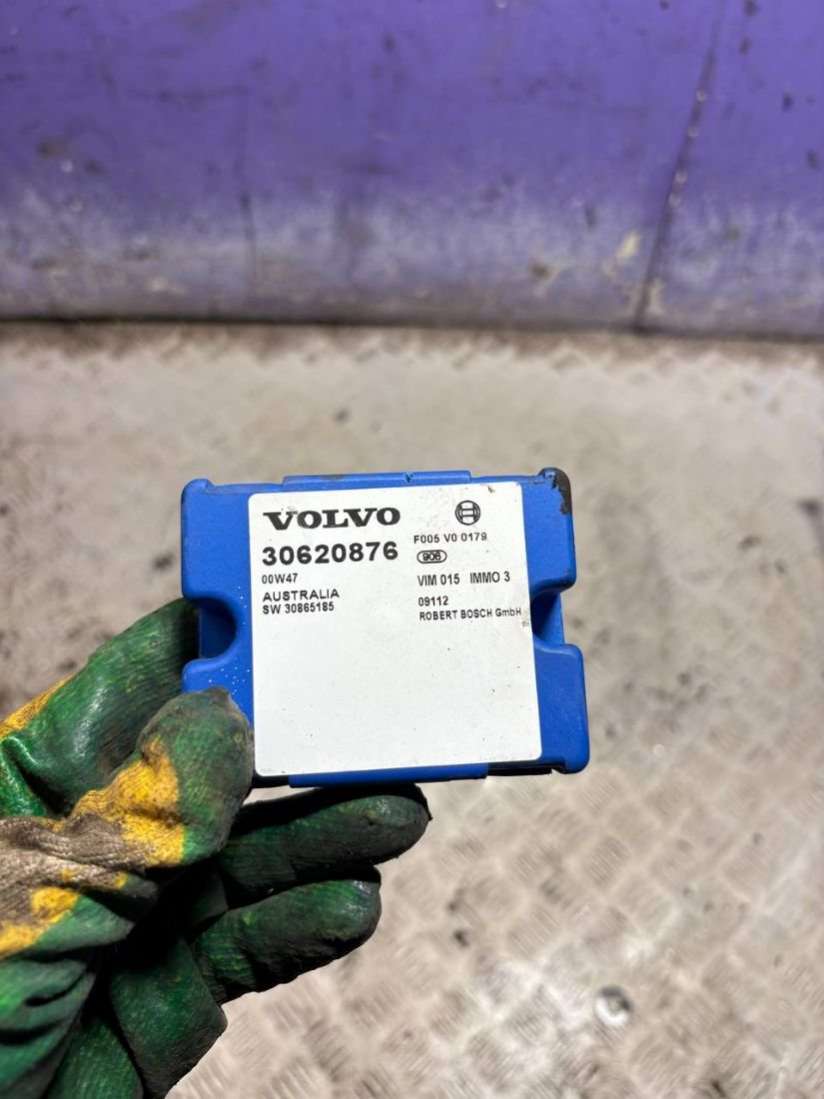 VOLVO
F005 V0 0179
30620876
906
00W47
VIM 015 IMMO 3
AUSTRALIA
09112
SW 30865185
ROBERT BOSCH GmbH